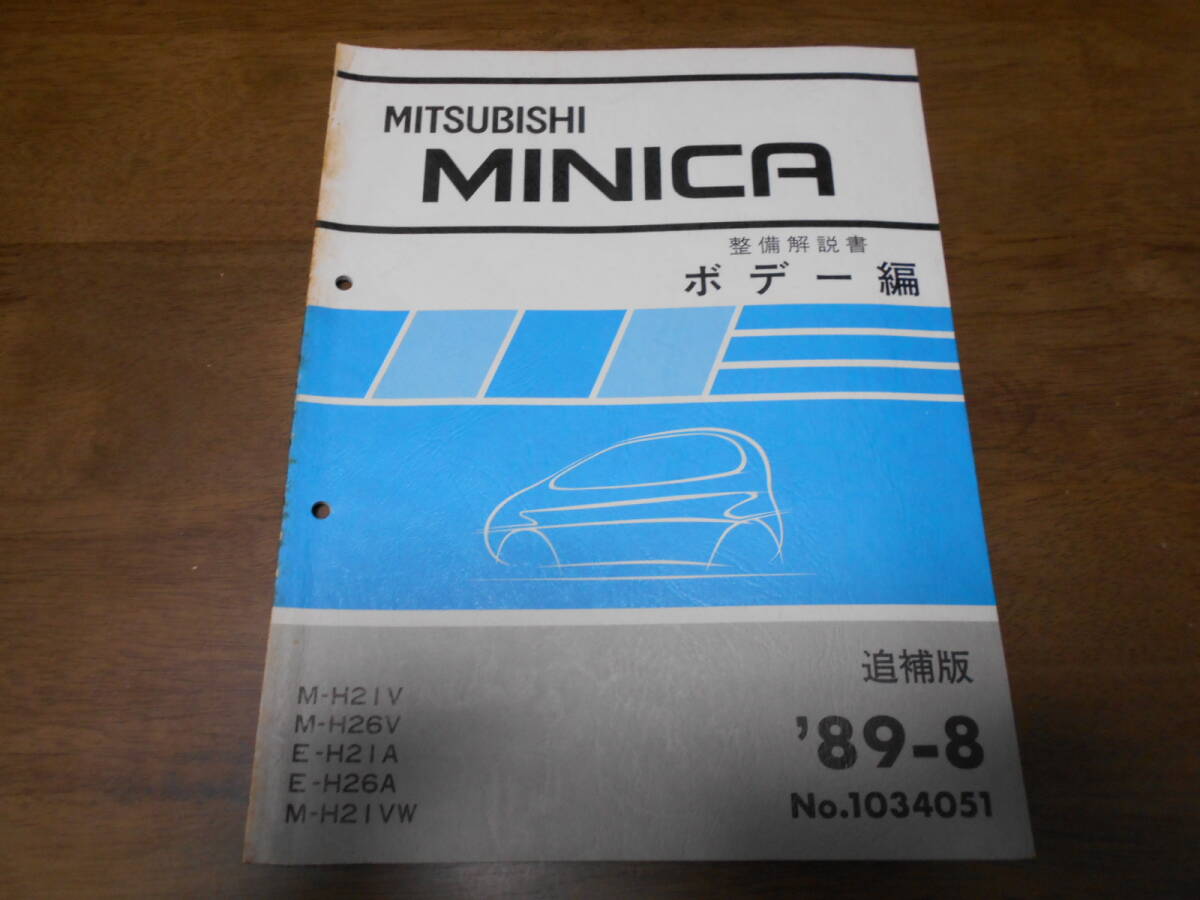 MITSUBISHI
MINICA
整備解説書
ボデー編
M-H21V
M-H26V
E-H21A
E-H26A
M-H21VW
追補版
'89-8
No.1034051